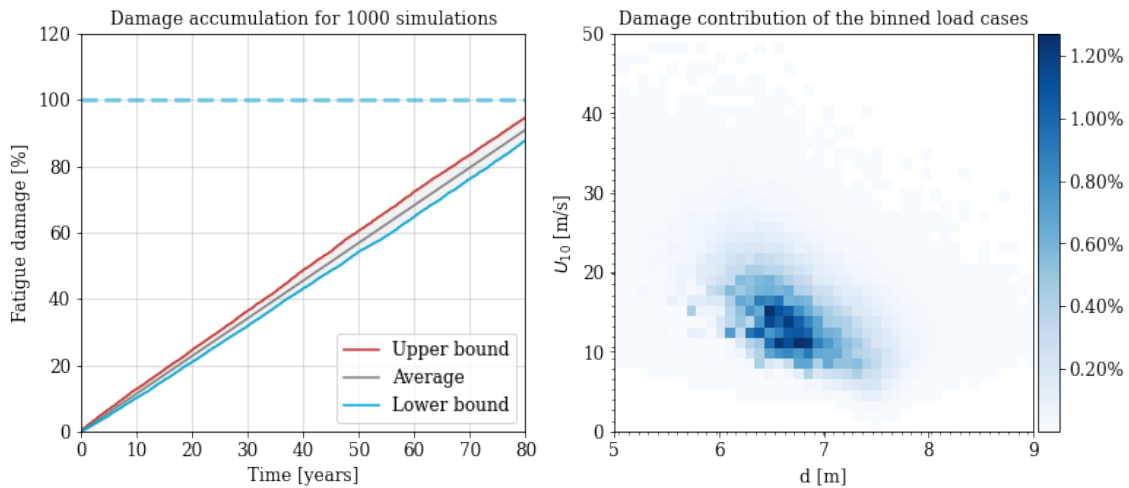 Damage accumulation for 1000 simulations
120
100
80
60
40
20
0
Fatigue damage [%]
0 10 20 30 40 50 60 70 80
Time [years]
Upper bound
Average
Lower bound
Damage contribution of the binned load cases
50
40
30
20
10
0
U₁₀ [m/s]
5 6 7 8 9
d [m]
1.20%
1.00%
0.80%
0.60%
0.40%
0.20%